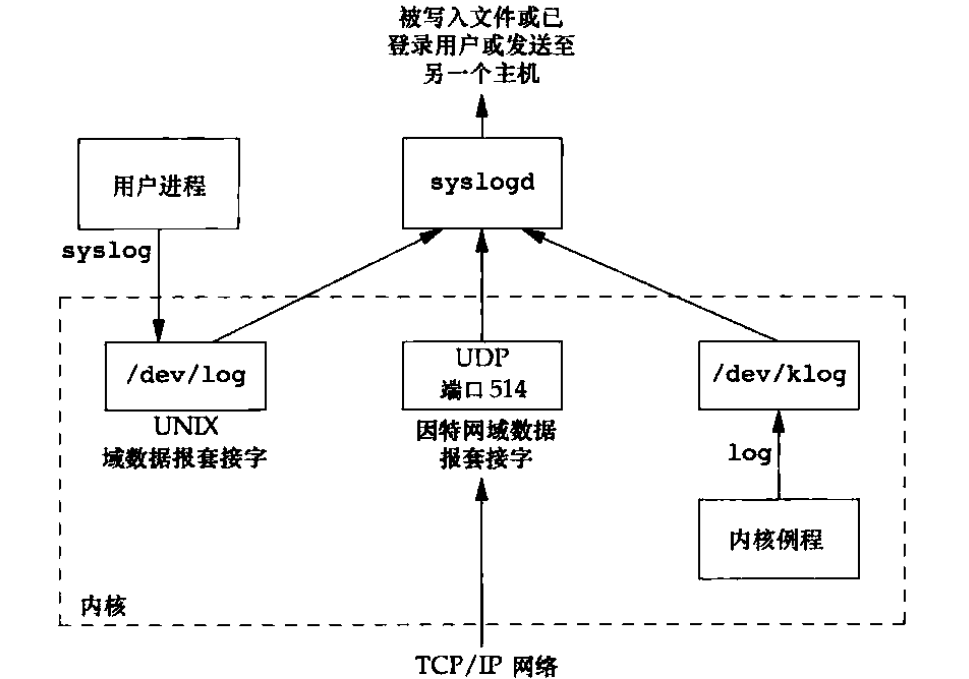 被写入文件或已
登录用户或发送至
另一个主机
用户进程
syslogd
syslog
/dev/log
UNIX
域数据报套接字
UDP
端口 514
因特网域数据
报套接字
/dev/klog
log
内核例程
内核
TCP/IP 网络